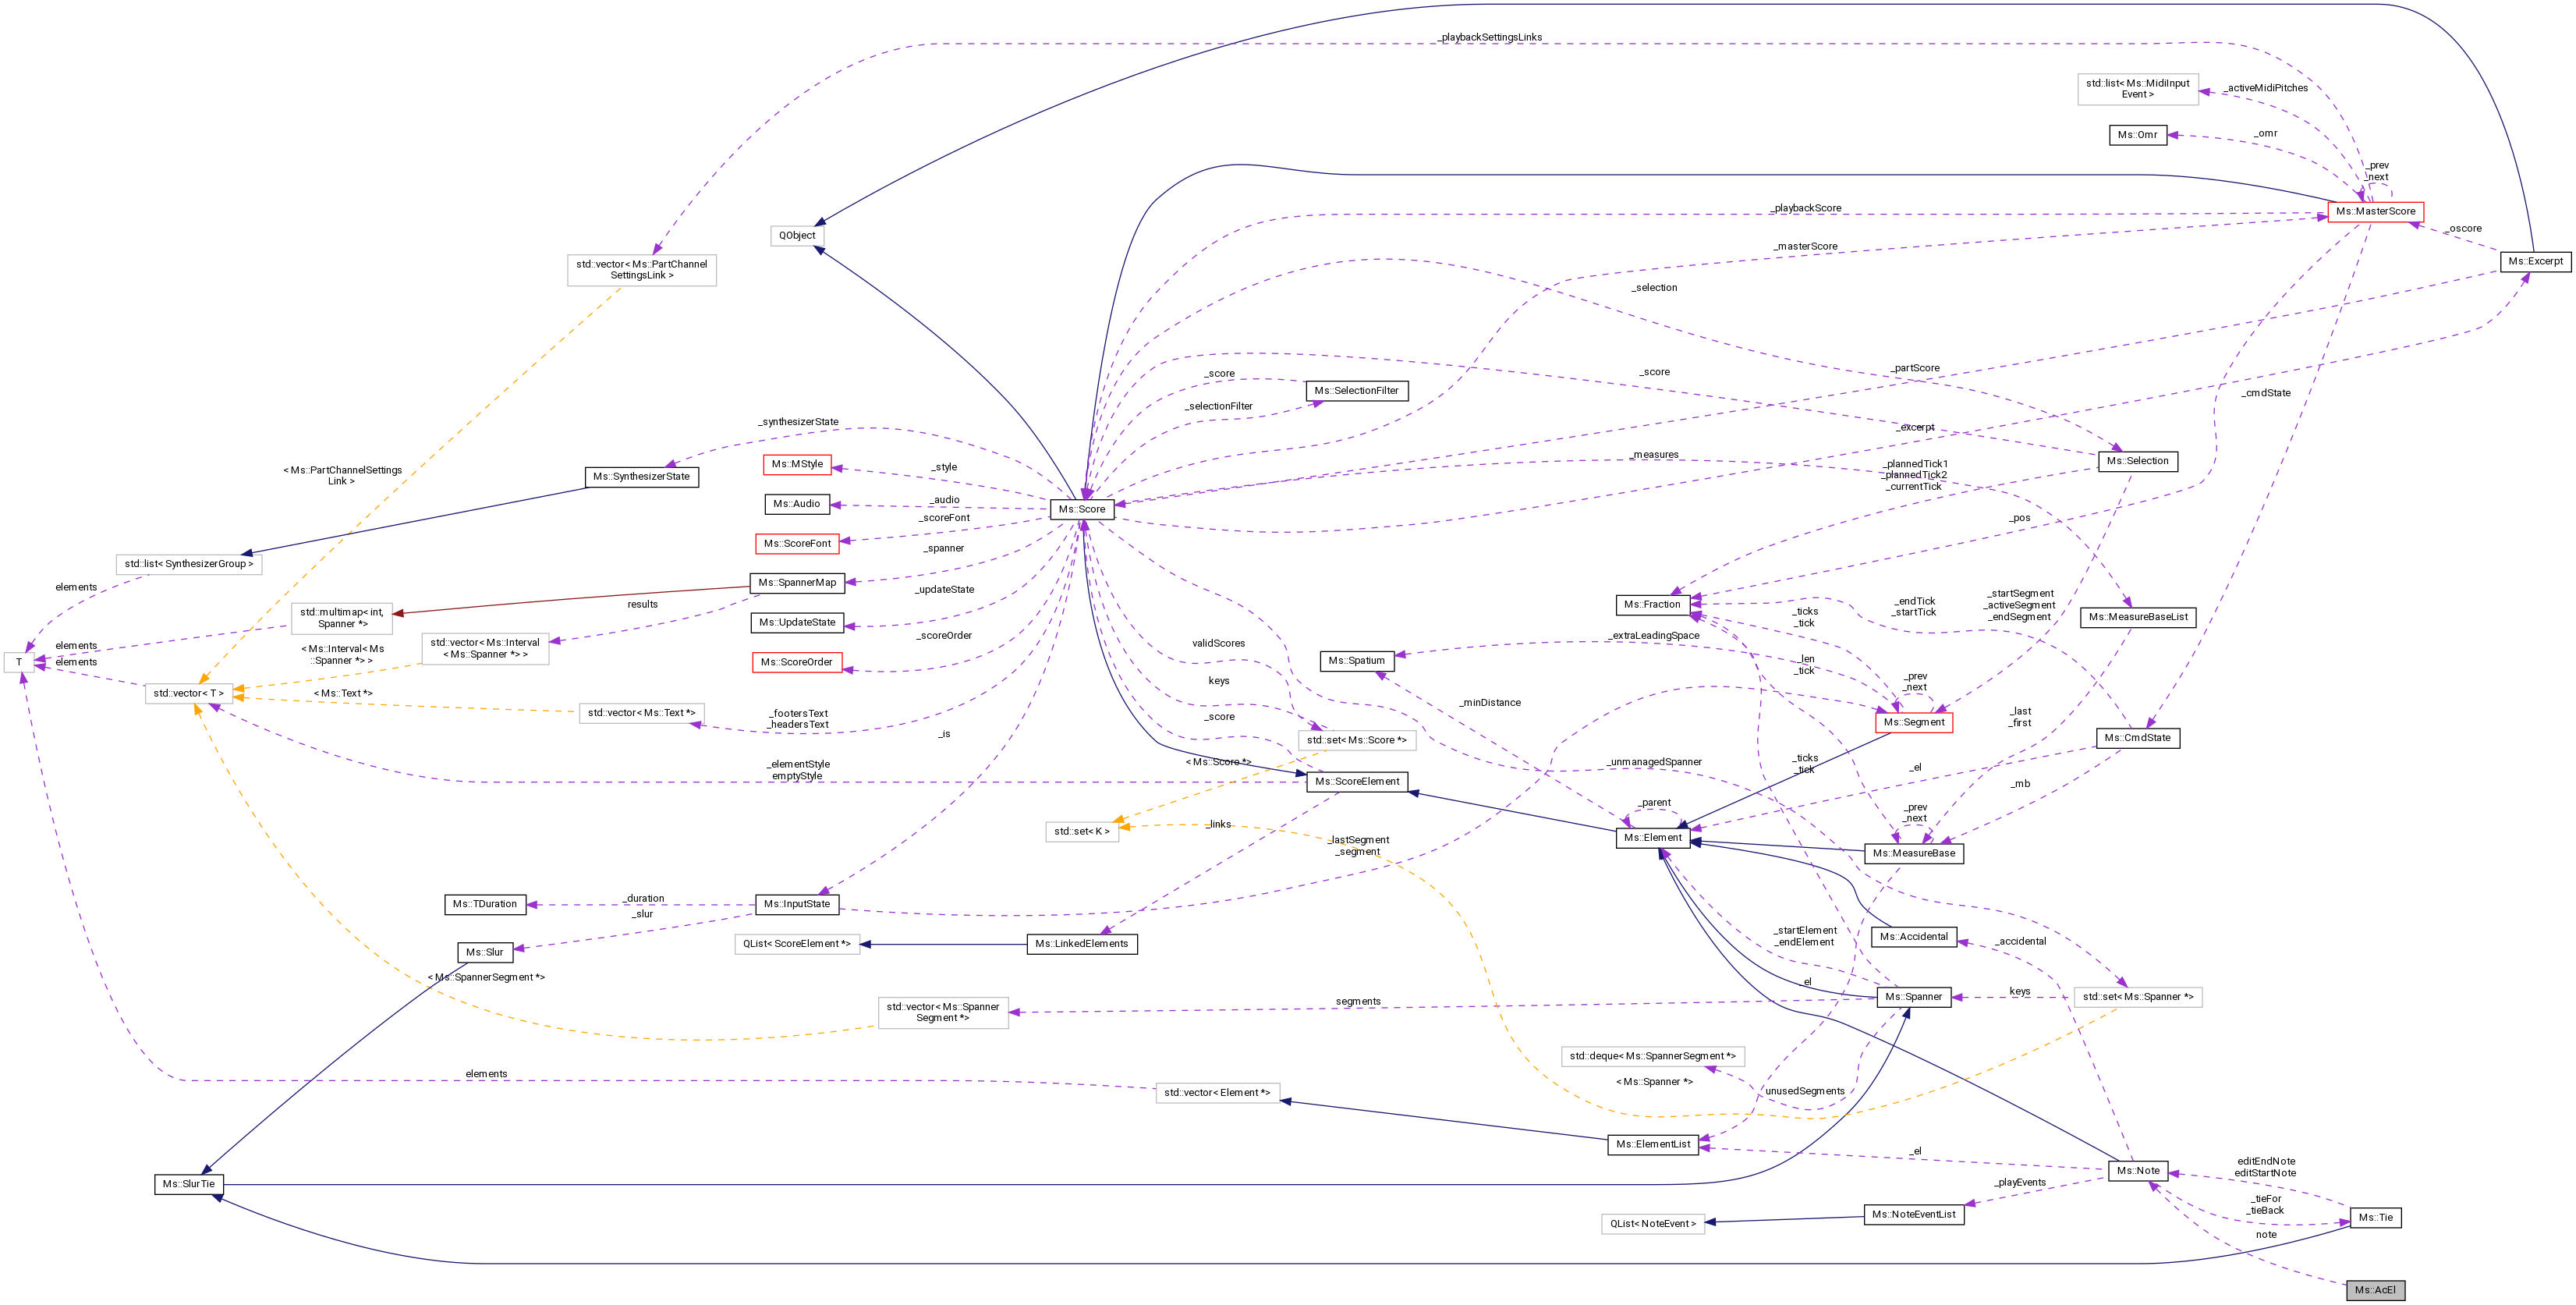 _playbackSettingsLinks
std::list< Ms::MidiInput
Event >
_activeMidiPitches
Ms::Omr
_omr
_prev
_next
Ms::MasterScore
_playbackScore
QObject
_oscore
_masterScore
Ms::Excerpt
std::vector< Ms::PartChannel
SettingsLink >
_selection
_score
Ms::SelectionFilter
_selectionFilter
_score
_partScore
_cmdState
_synthesizerState
_excerpt
< Ms::PartChannelSettings
Link >
Ms::SynthesizerState
Ms::MStyle
_style
_measures
Ms::Selection
_plannedTick1
_plannedTick2
_currentTick
Ms::Audio
_audio
Ms::Score
_scoreFont
Ms::ScoreFont
_pos
std::list< SynthesizerGroup >
_spanner
Ms::SpannerMap
elements
_updateState
results
std::multimap< int,
Spanner *>
Ms::UpdateState
Ms::Fraction
_ticks
_tick
_endTick
_startTick
_startSegment
_activeSegment
_endSegment
Ms::MeasureBaseList
elements
_scoreOrder
std::vector< Ms::Interval
< Ms::Spanner *> >
< Ms::Interval< Ms
::Spanner *> >
validScores
_extraLeadingSpace
T
elements
Ms::ScoreOrder
Ms::Spatium
_len
_tick
keys
_prev
_next
std::vector< T >
< Ms::Text *>
std::vector< Ms::Text *>
_footersText
_headersText
_score
_minDistance
Ms::Segment
_last
_first
_is
std::set< Ms::Score *>
Ms::CmdState
_elementStyle
emptyStyle
< Ms::Score *>
_unmanagedSpanner
_ticks
_tick
_el
Ms::ScoreElement
_mb
_parent
_prev
_next
_links
std::set< K >
_lastSegment
_segment
Ms::Element
Ms::MeasureBase
Ms::TDuration
_duration
Ms::InputState
_slur
QList< ScoreElement *>
Ms::LinkedElements
_startElement
_endElement
Ms::Accidental
_accidental
Ms::Slur
< Ms::SpannerSegment *>
_el
std::vector< Ms::Spanner
Segment *>
segments
Ms::Spanner
keys
std::set< Ms::Spanner *>
std::deque< Ms::SpannerSegment *>
elements
< Ms::Spanner *>
unusedSegments
std::vector< Element *>
Ms::ElementList
_el
Ms::Note
editEndNote
editStartNote
Ms::SlurTie
_playEvents
_tieFor
_tieBack
QList< NoteEvent >
Ms::NoteEventList
Ms::Tie
note
Ms::AcEl